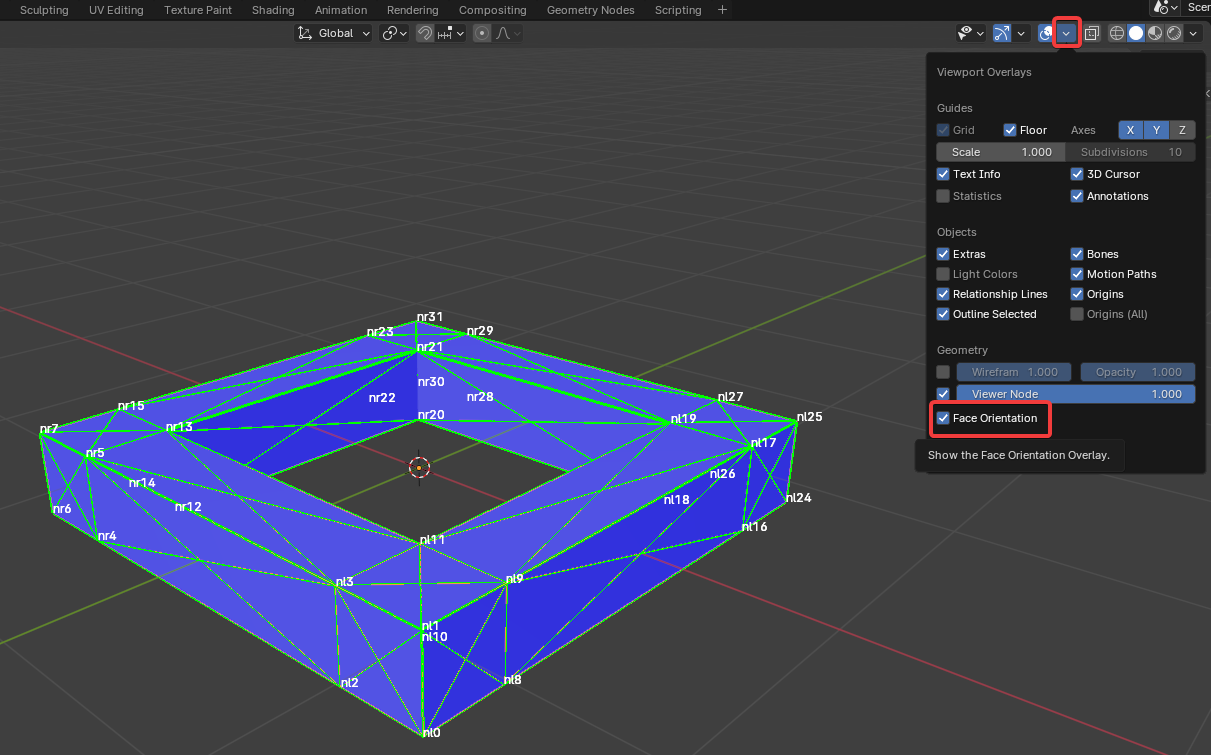 Sculpting UV Editing Texture Paint Shading Animation Rendering Compositing Geometry Nodes Scripting + Scer
Global
Viewport Overlays
Guides
Grid Floor Axes X Y Z
Scale 1.000 Subdivisions 10
Text Info 3D Cursor
Statistics Annotations
Objects
Extras Bones
Light Colors Motion Paths
Relationship Lines Origins
Outline Selected Origins (All)
Geometry
Wirefram 1.000 Opacity 1.000
Viewer Node 1.000
Face Orientation
Show the Face Orientation Overlay.
nr31
nr23 nr29
nr21
nr30
nr22 nr28
nr15 nl27
nr20
nr7 nr13 nl19 nl25
nr5 nl17
nr14 nl26
nr6 nr12 nl18 nl24
nr4 nl11 nl16
nl3 nl9
nl1
nl10
nl2 nl8
nl0